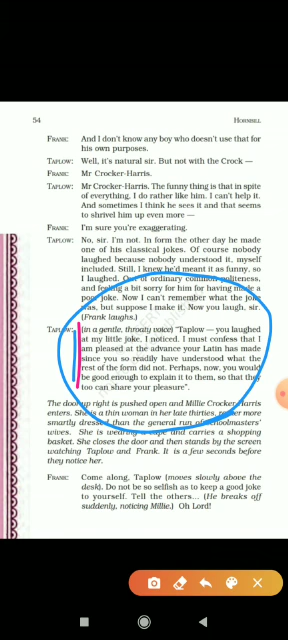 54
HORNBILL
FRANK: And I don't know any boy who doesn't use that for
his own purposes.
TAPLOW: Well, it's natural sir. But not with the Crock —
FRANK: Mr Crocker-Harris.
TAPLOW: Mr Crocker-Harris. The funny thing is that in spite
of everything, I do rather like him. I can't help it.
And sometimes I think he sees it and that seems
to shrivel him up even more —
FRANK: I'm sure you're exaggerating.
TAPLOW: No, sir. I'm not. In form the other day he made
one of his classical jokes. Of course nobody
laughed because nobody understood it, myself
included. Still, I knew he'd meant it as funny, so
I laughed. Out of ordinary common politeness,
and feeling a bit sorry for him for having made a
poor joke. Now I can't remember what the joke
was, but suppose I make it. Now you laugh, sir.
(Frank laughs.)
TAPLOW: (in a gentle, throaty voice) "Taplow — you laughed
at my little joke, I noticed. I must confess that I
am pleased at the advance your Latin has made
since you so readily have understood what the
rest of the form did not. Perhaps, now, you would
be good enough to explain it to them, so that they
too can share your pleasure".
The door up right is pushed open and Millie Crocker-Harris
enters. She is a thin woman in her late thirties, rather more
smartly dressed than the general run of schoolmasters'
wives. She is wearing a cape and carries a shopping
basket. She closes the door and then stands by the screen
watching Taplow and Frank. It is a few seconds before
they notice her.
FRANK: Come along, Taplow (moves slowly above the
desk). Do not be so selfish as to keep a good joke
to yourself. Tell the others... (He breaks off
suddenly, noticing Millie.) Oh Lord!